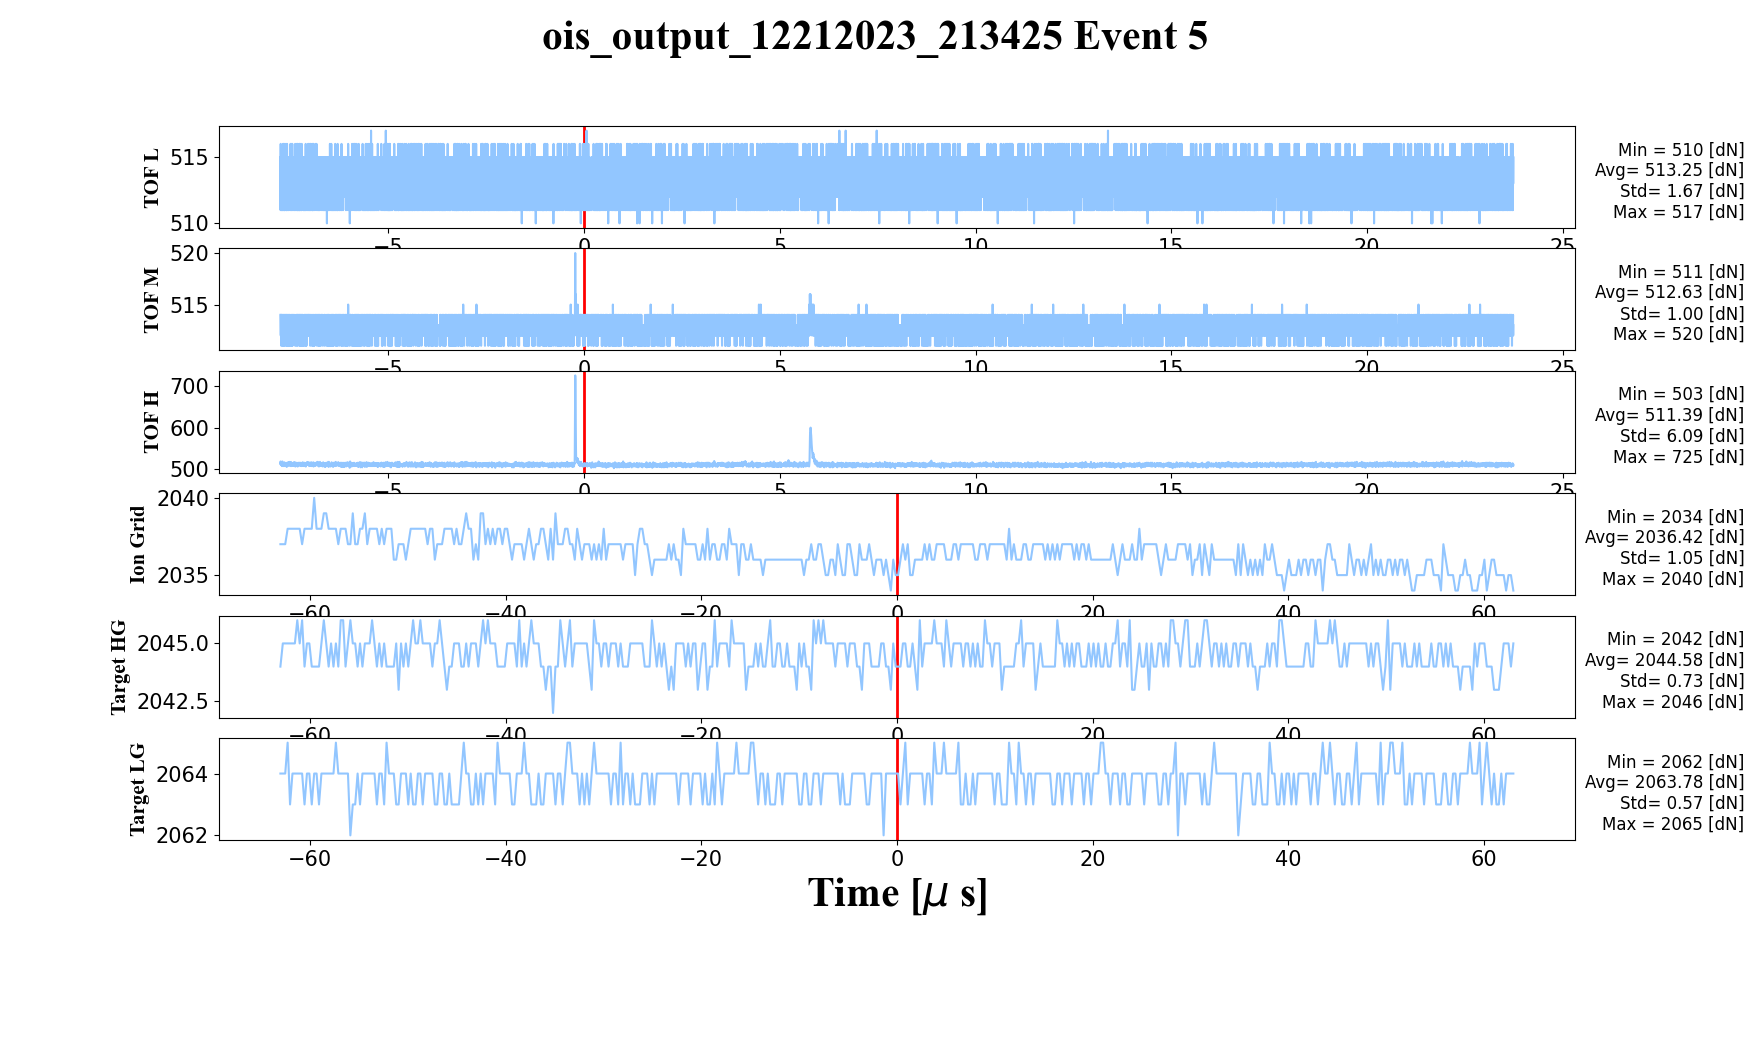 ois_output_12212023_213425 Event 5
TOF L
515
510
Min = 510 [dN]
Avg= 513.25 [dN]
Std= 1.67 [dN]
Max = 517 [dN]
−5 0 5 10 15 20 25
TOF M
520
515
Min = 511 [dN]
Avg= 512.63 [dN]
Std= 1.00 [dN]
Max = 520 [dN]
−5 0 5 10 15 20 25
TOF H
700
600
500
Min = 503 [dN]
Avg= 511.39 [dN]
Std= 6.09 [dN]
Max = 725 [dN]
−5 0 5 10 15 20 25
Ion Grid
2040
2035
Min = 2034 [dN]
Avg= 2036.42 [dN]
Std= 1.05 [dN]
Max = 2040 [dN]
−60 −40 −20 0 20 40 60
Target HG
2045.0
2042.5
Min = 2042 [dN]
Avg= 2044.58 [dN]
Std= 0.73 [dN]
Max = 2046 [dN]
−60 −40 −20 0 20 40 60
Target LG
2064
2062
Min = 2062 [dN]
Avg= 2063.78 [dN]
Std= 0.57 [dN]
Max = 2065 [dN]
−60 −40 −20 0 20 40 60
Time [μ s]